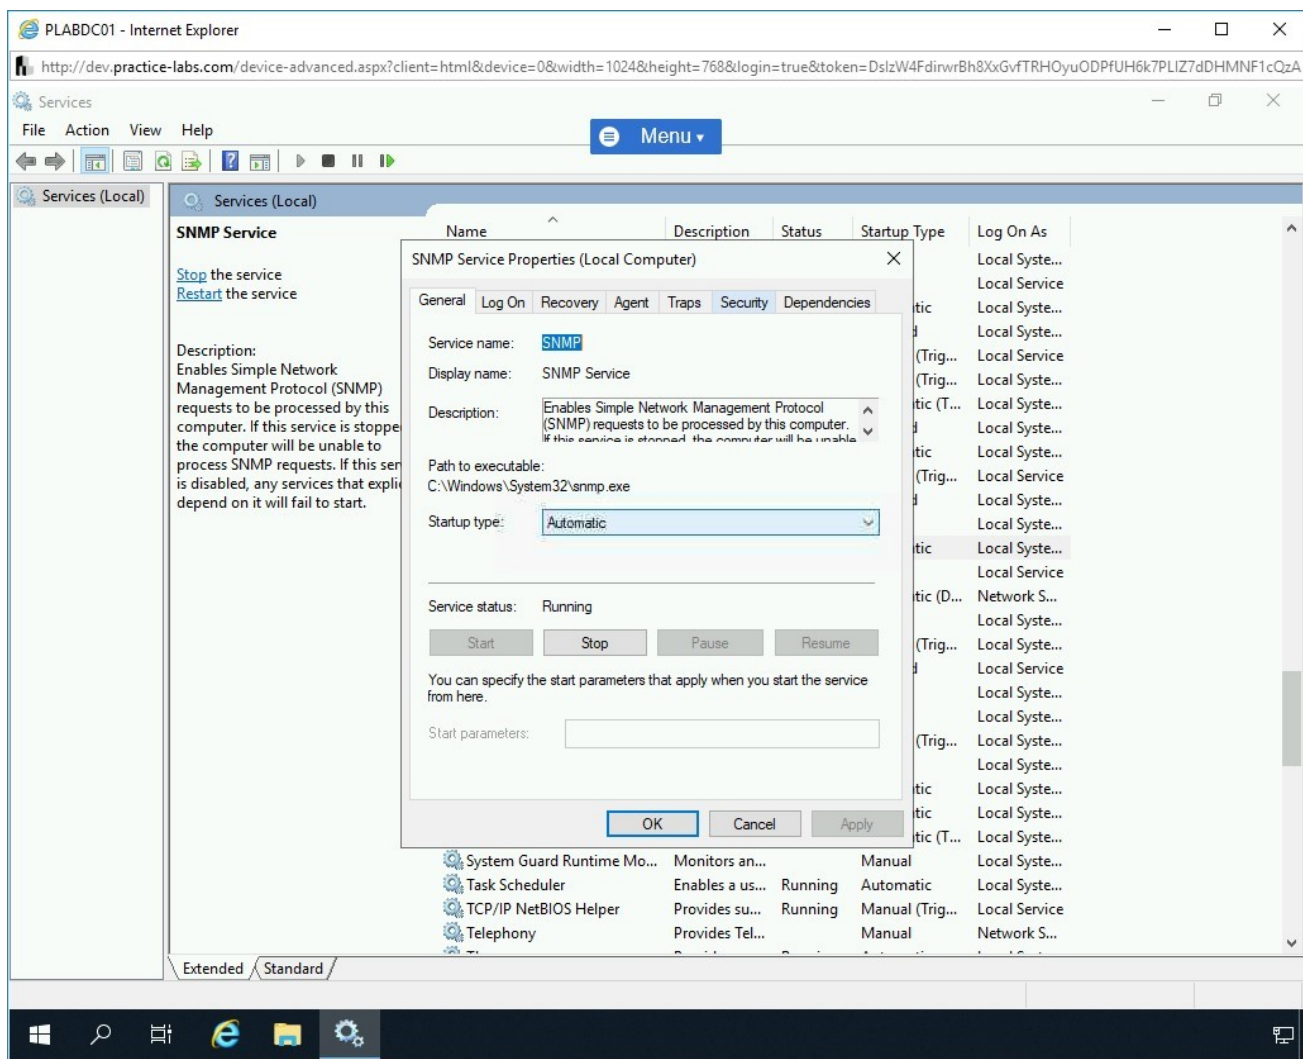 PLABDC01 - Internet Explorer
http://dev.practice-labs.com/device-advanced.aspx?client=html&device=0&width=1024&height=768&login=true&token=DslzW4FdirwrBh8XxGvfTRHOyuODPfUH6k7PLIZ7dDHMNF1cQzA
Services
File Action View Help
Menu
Services (Local)
Services (Local)
SNMP Service
Stop the service
Restart the service
Description:
Enables Simple Network
Management Protocol (SNMP)
requests to be processed by this
computer. If this service is stoppe
the computer will be unable to
process SNMP requests. If this ser
is disabled, any services that expli
depend on it will fail to start.
Name Description Status Startup Type Log On As
SNMP Service Properties (Local Computer)
General Log On Recovery Agent Traps Security Dependencies
Service name: SNMP
Display name: SNMP Service
Description: Enables Simple Network Management Protocol
(SNMP) requests to be processed by this computer.
If this service is stopped, the computer will be unable
Path to executable:
C:\Windows\System32\snmp.exe
Startup type: Automatic
Service status: Running
Start Stop Pause Resume
You can specify the start parameters that apply when you start the service
from here.
Start parameters:
OK Cancel Apply
Local Syste...
Local Service
tic Local Syste...
Local Syste...
(Trig... Local Service
(Trig... Local Syste...
tic (T... Local Syste...
Local Syste...
tic Local Syste...
(Trig... Local Service
Local Syste...
Local Syste...
tic Local Syste...
Local Service
tic (D... Network S...
Local Syste...
(Trig... Local Syste...
Local Service
Local Syste...
Local Syste...
(Trig... Local Syste...
Local Syste...
tic Local Syste...
tic Local Syste...
tic (T... Local Syste...
System Guard Runtime Mo... Monitors an... Manual Local Syste...
Task Scheduler Enables a us... Running Automatic Local Syste...
TCP/IP NetBIOS Helper Provides su... Running Manual (Trig... Local Service
Telephony Provides Tel... Manual Network S...
Extended Standard